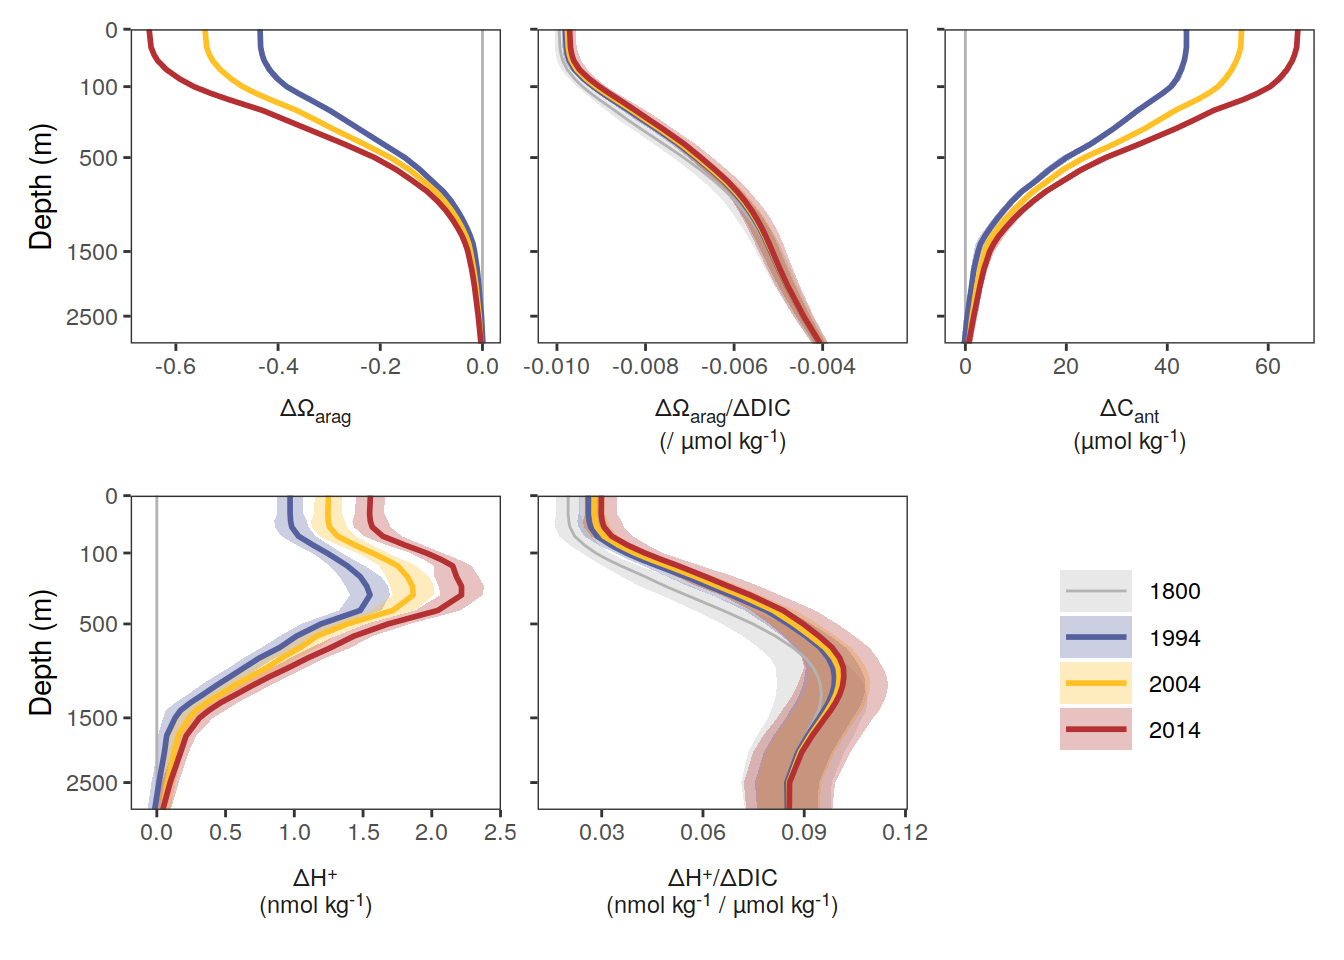 Depth (m)
0
100
500
1500
2500
-0.6 -0.4 -0.2 0.0
ΔΩarag
-0.010 -0.008 -0.006 -0.004
ΔΩarag/ΔDIC
(/ μmol kg-1)
0 20 40 60
ΔCant
(μmol kg-1)
Depth (m)
0
100
500
1500
2500
0.0 0.5 1.0 1.5 2.0 2.5
ΔH+
(nmol kg-1)
0.03 0.06 0.09 0.12
ΔH+/ΔDIC
(nmol kg-1 / μmol kg-1)
1800
1994
2004
2014